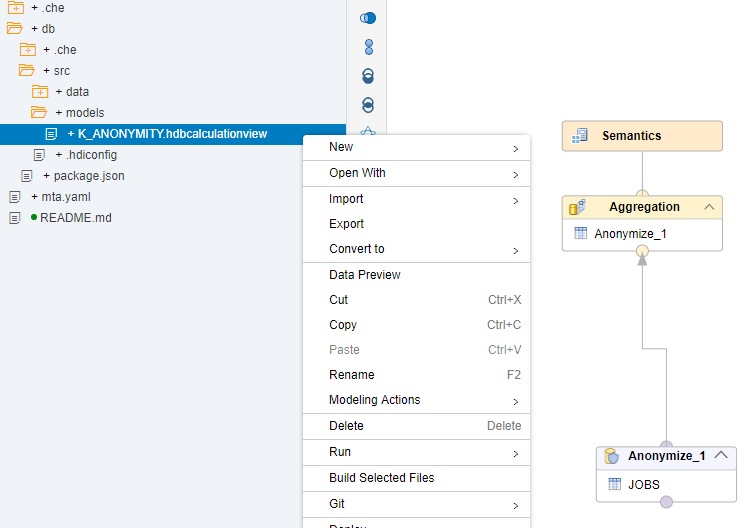 + .che
+ db
+ .che
+ src
+ data
+ models
+ K_ANONYMITY.hdbcalculationview
+ .hdiconfig
+ package.json
+ mta.yaml
README.md
New
Open With
Import
Export
Convert to
Data Preview
Cut Ctrl+X
Copy Ctrl+C
Paste Ctrl+V
Rename F2
Modeling Actions
Delete Delete
Run
Build Selected Files
Git
Deploy
Semantics
Aggregation
Anonymize_1
Anonymize_1
JOBS